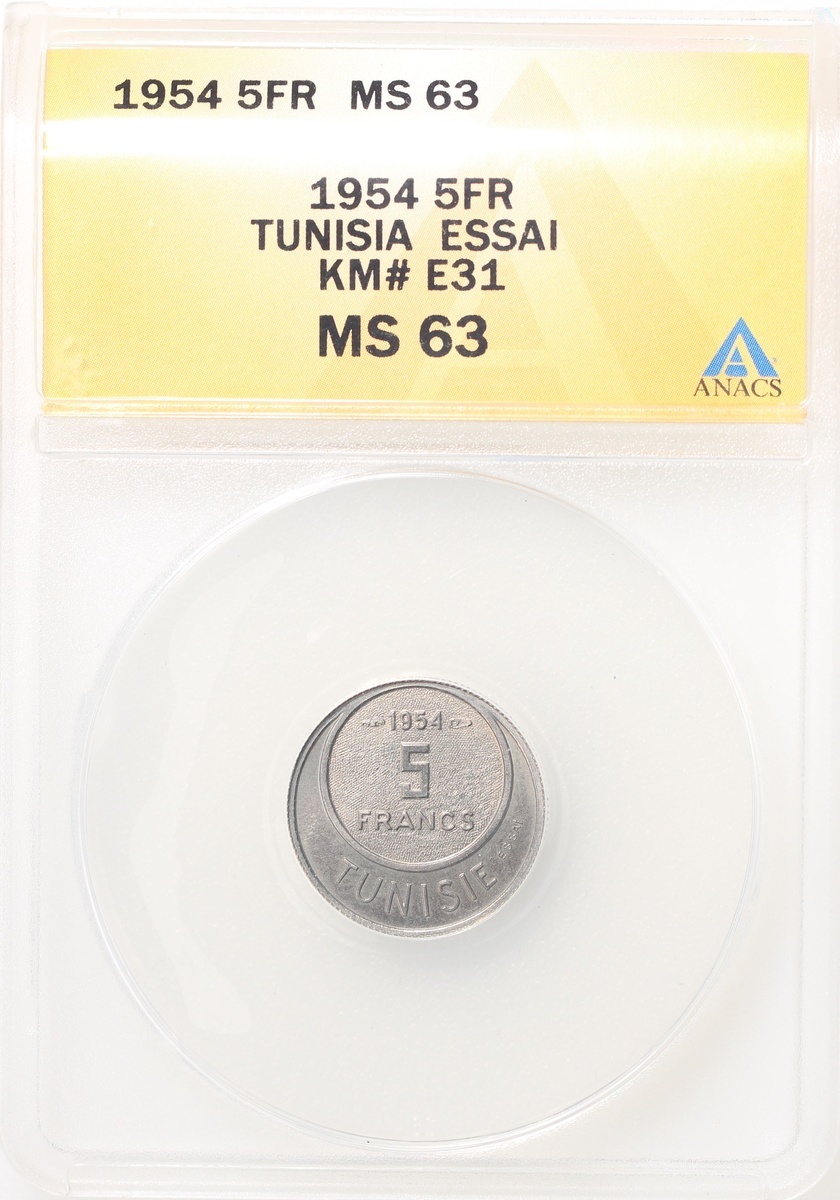 1954 5FR MS 63
1954 5FR
TUNISIA ESSAI
KM# E31
MS 63
ANACS
1954
5
FRANCS
TUNISIE
ESSAI